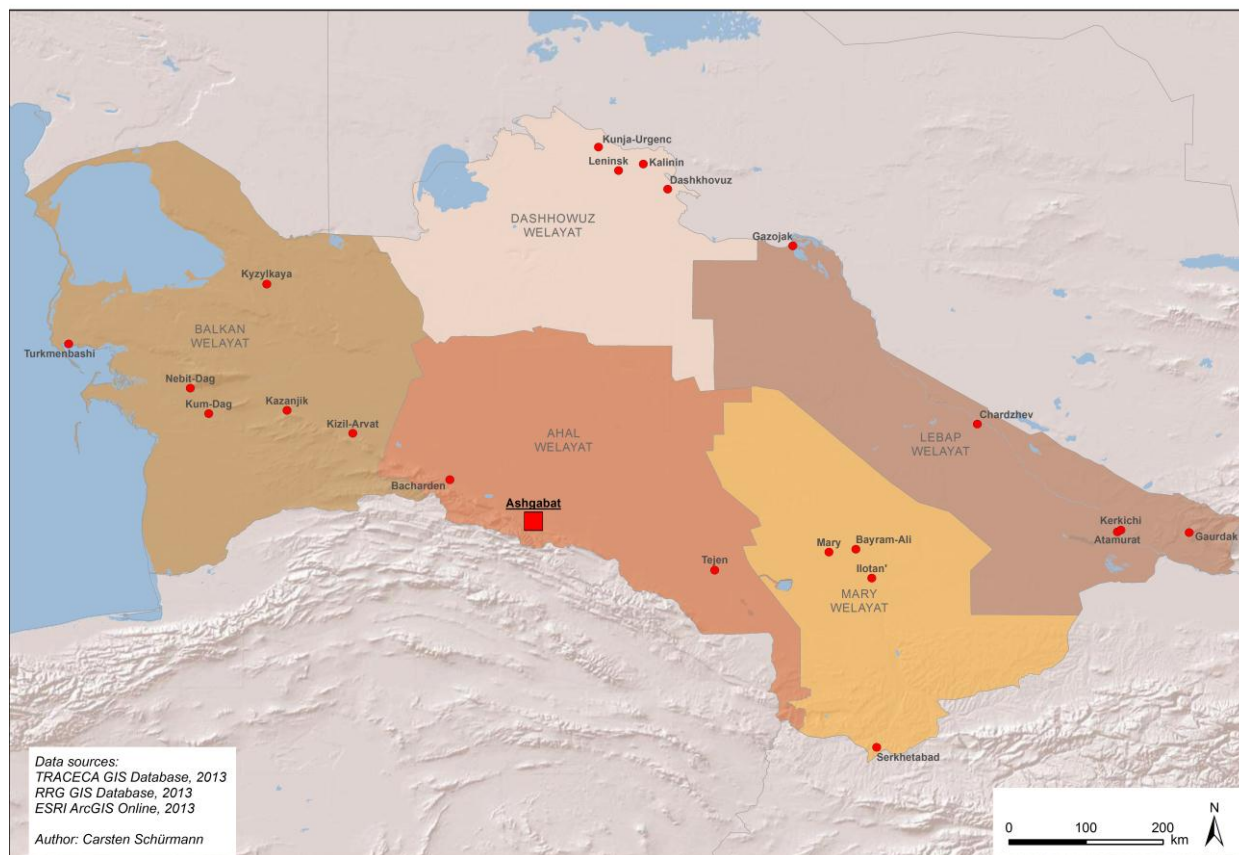 Kunja-Urgenc
Leninsk
Kalinin
Dashkhovuz
DASHHOWUZ
WELAYAT
Gazojak
Kyzylkaya
BALKAN
WELAYAT
Turkmenbashi
Nebit-Dag
Kum-Dag
Kazanjik
Kizil-Arvat
Chardzhev
AHAL
WELAYAT
LEBAP
WELAYAT
Bacharden
Ashgabat
Kerkichi
Atamurat
Gaurdak
Mary
Bayram-Ali
Tejen
Ilotan'
MARY
WELAYAT
Serkhetabad
Data sources:
TRACECA GIS Database, 2013
RRG GIS Database, 2013
ESRI ArcGIS Online, 2013
Author: Carsten Schürmann
N
0 100 200
km